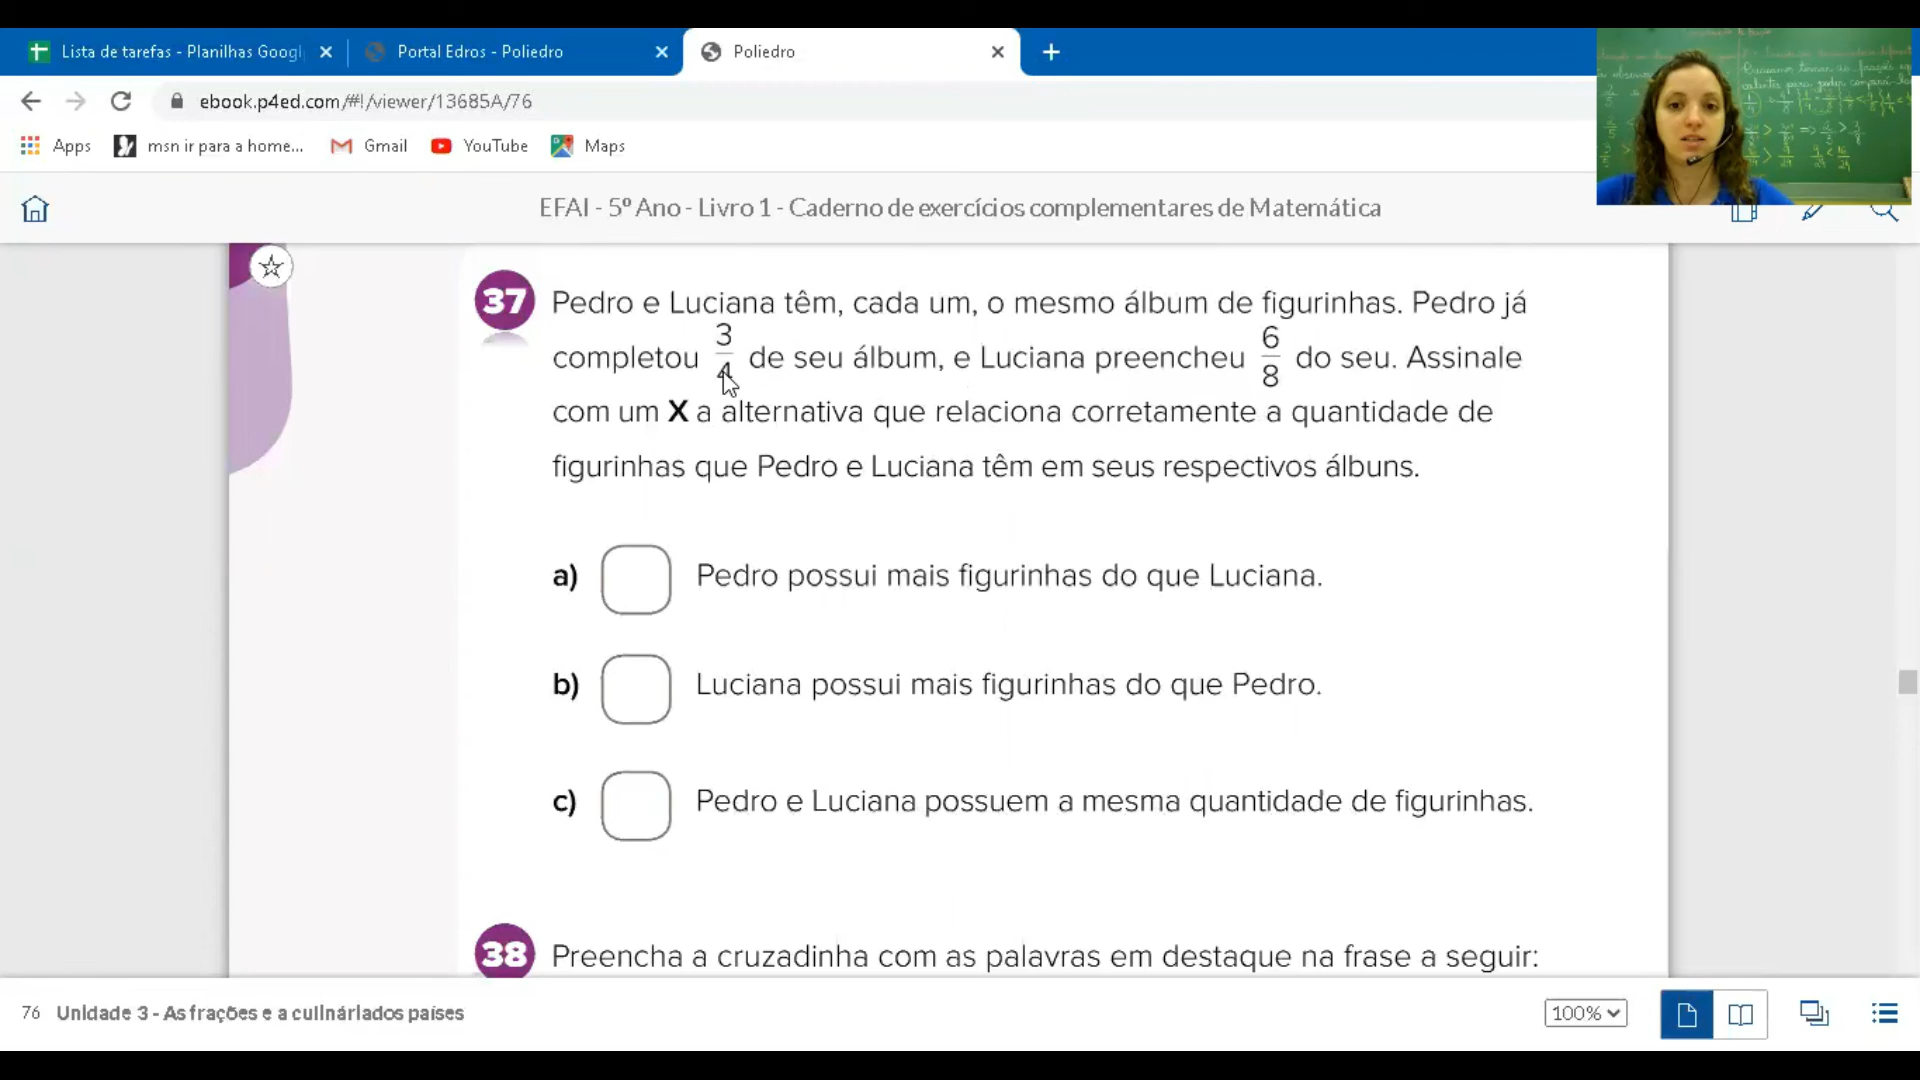 Lista de tarefas - Planilhas Googl
Portal Edros - Poliedro
Poliedro
ebook.p4ed.com/#!/viewer/13685A/76
Apps
msn ir para a home...
Gmail
YouTube
Maps
EFAI - 5º Ano - Livro 1 - Caderno de exercícios complementares de Matemática
37 Pedro e Luciana têm, cada um, o mesmo álbum de figurinhas. Pedro já
completou 3/4 de seu álbum, e Luciana preencheu 6/8 do seu. Assinale
com um X a alternativa que relaciona corretamente a quantidade de
figurinhas que Pedro e Luciana têm em seus respectivos álbuns.
a) Pedro possui mais figurinhas do que Luciana.
b) Luciana possui mais figurinhas do que Pedro.
c) Pedro e Luciana possuem a mesma quantidade de figurinhas.
38 Preencha a cruzadinha com as palavras em destaque na frase a seguir:
76 Unidade 3 - As frações e a culinária dos países
100%